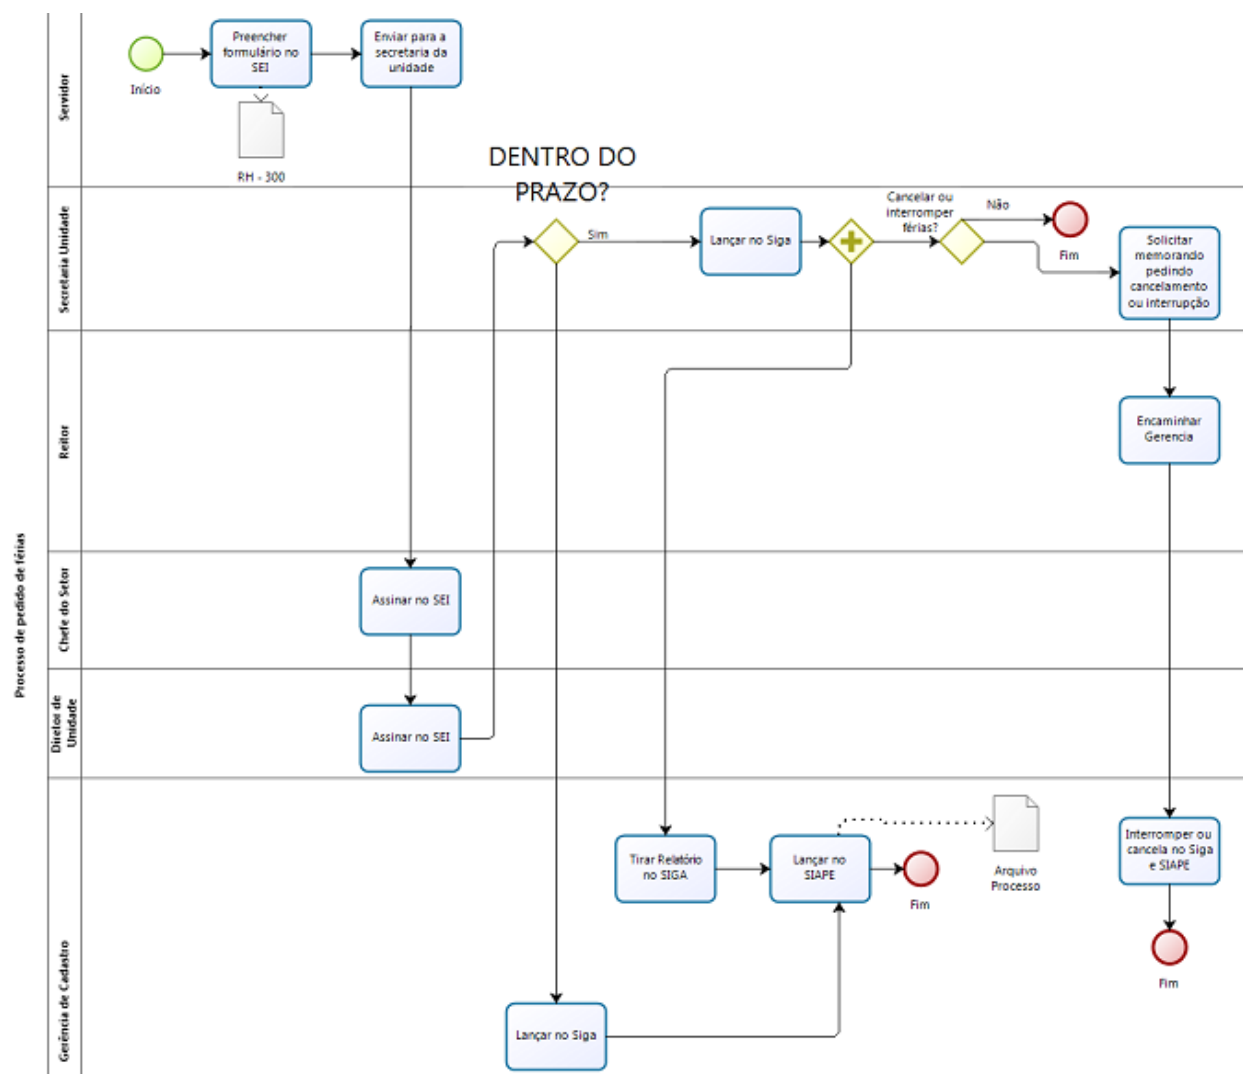 Processo de pedido de férias
Servidor
Início
Preencher
formulário no
SEI
RH - 300
Enviar para a
secretaria da
unidade
Secretaria Unidade
DENTRO DO
PRAZO?
Sim
Lançar no Siga
Cancelar ou
interromper
férias?
Não
Fim
Solicitar
memorando
pedindo
cancelamento
ou interrupção
Reitor
Encaminhar
Gerencia
Chefe do Setor
Assinar no SEI
Diretor de
Unidade
Assinar no SEI
Gerência de Cadastro
Tirar Relatório
no SIGA
Lançar no
SIAPE
Fim
Arquivo
Processo
Interromper ou
cancela no Siga
e SIAPE
Fim
Lançar no Siga